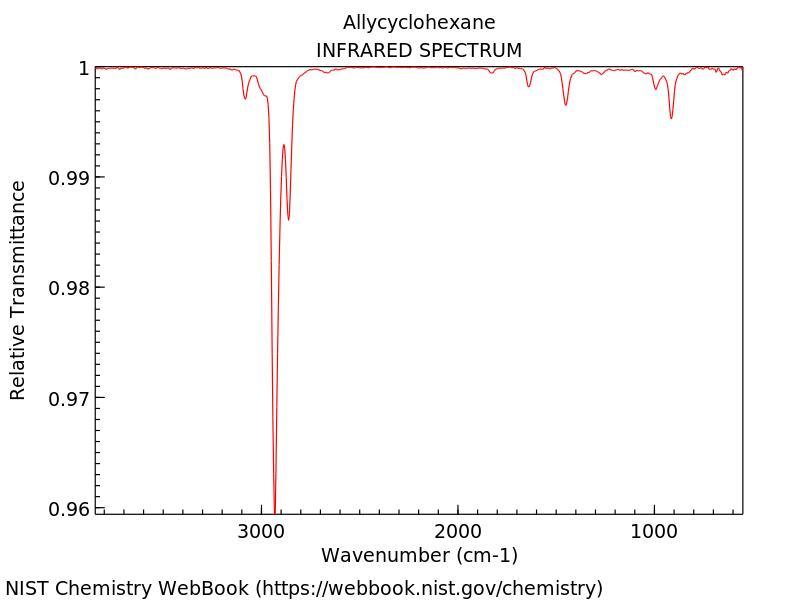 Allycyclohexane
INFRARED SPECTRUM
1
0.99
0.98
0.97
0.96
Relative Transmittance
3000 2000 1000
Wavenumber (cm-1)
NIST Chemistry WebBook (https://webbook.nist.gov/chemistry)